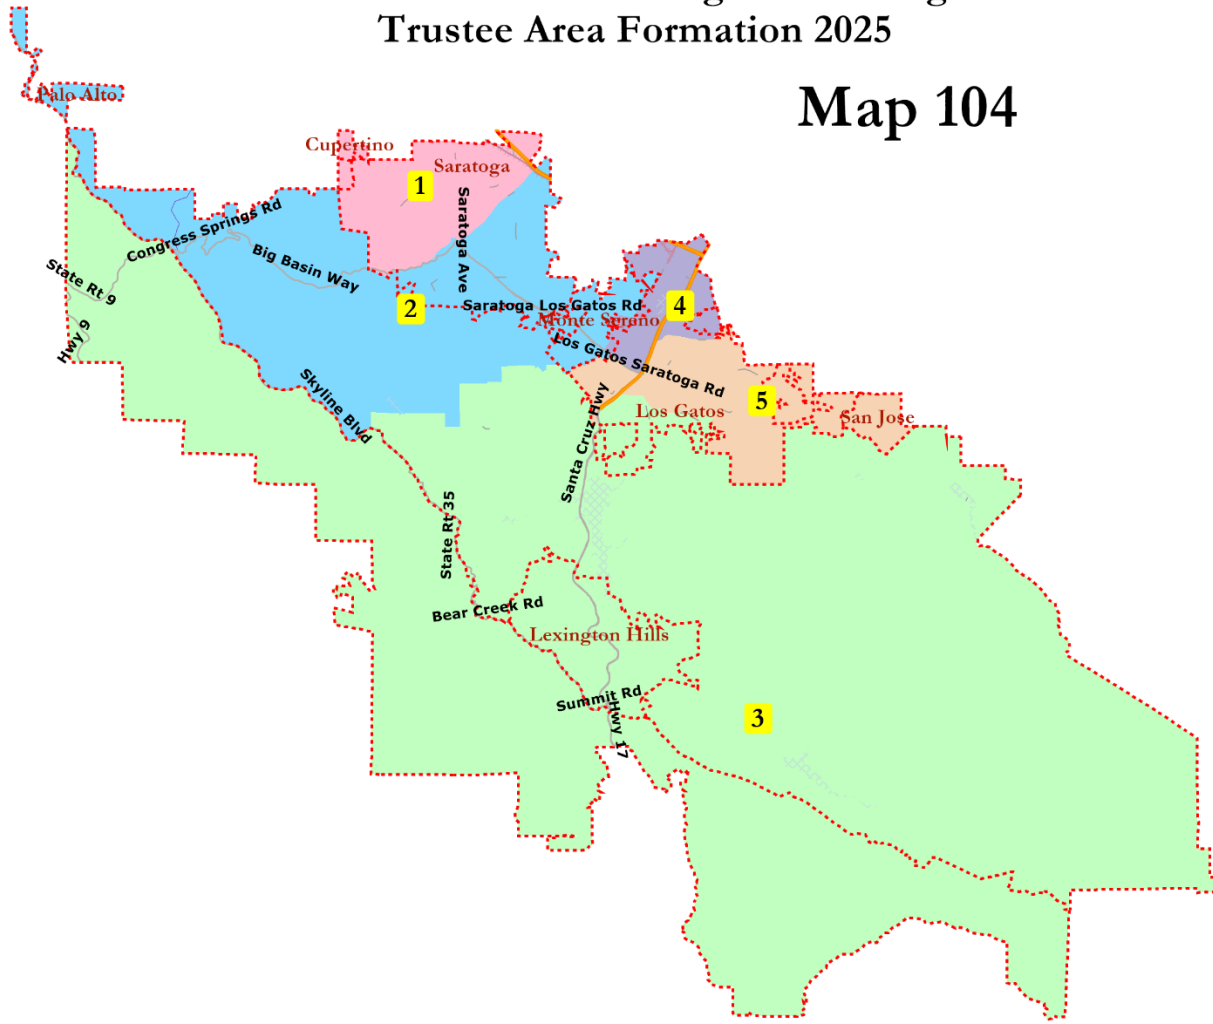 Trustee Area Formation 2025
Map 104
Palo Alto
Cupertino
Saratoga
1
Saratoga Ave
Congress Springs Rd
Big Basin Way
State Rt 9
Hwy 9
2
Saratoga Los Gatos Rd
4
Monte Sereno
Los Gatos Saratoga Rd
Skyline Blvd
Santa Cruz Hwy
5
Los Gatos
San Jose
State Rt 35
Bear Creek Rd
Lexington Hills
Summit Rd
Hwy 17
3